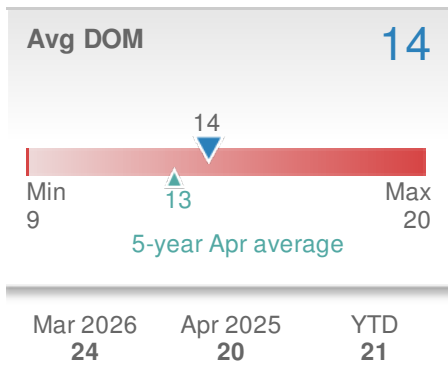 Avg DOM 14
14
Min Max
9 13 20
5-year Apr average
Mar 2026 Apr 2025 YTD
24 20 21